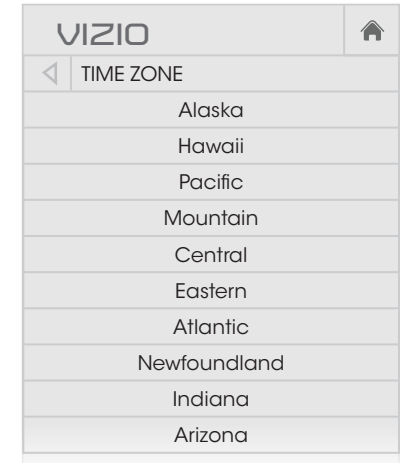 VIZIO
TIME ZONE
Alaska
Hawaii
Pacific
Mountain
Central
Eastern
Atlantic
Newfoundland
Indiana
Arizona